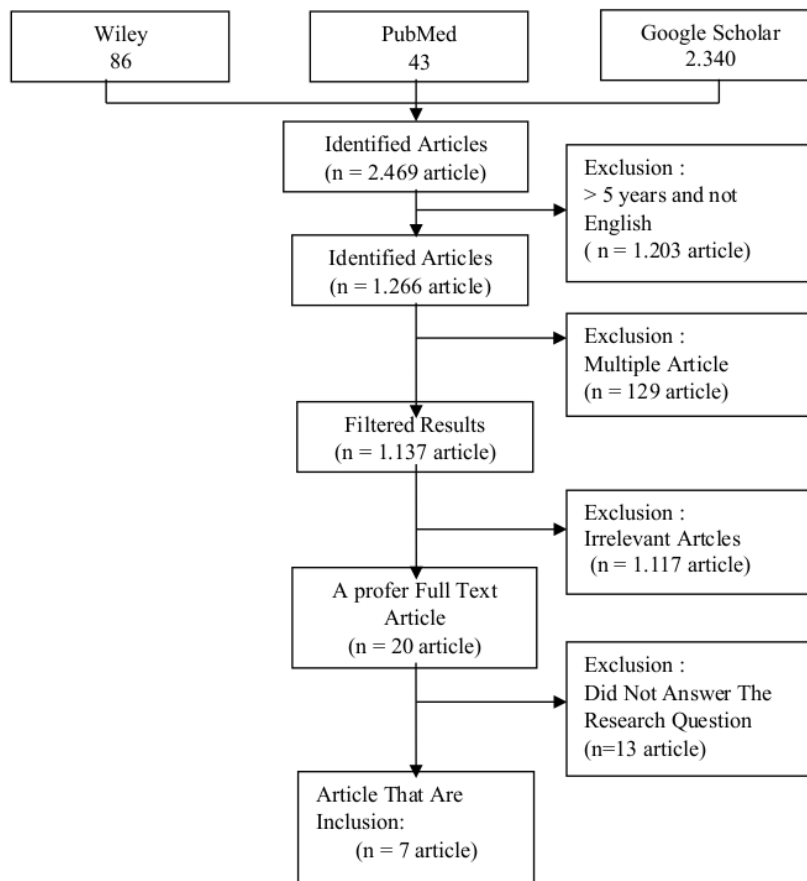 Wiley
86
PubMed
43
Google Scholar
2.340
Identified Articles
(n = 2.469 article)
Exclusion :
> 5 years and not
English
( n = 1.203 article)
Identified Articles
(n = 1.266 article)
Exclusion :
Multiple Article
(n = 129 article)
Filtered Results
(n = 1.137 article)
Exclusion :
Irrelevant Artcles
(n = 1.117 article)
A profer Full Text
Article
(n = 20 article)
Exclusion :
Did Not Answer The
Research Question
(n=13 article)
Article That Are
Inclusion:
(n = 7 article)